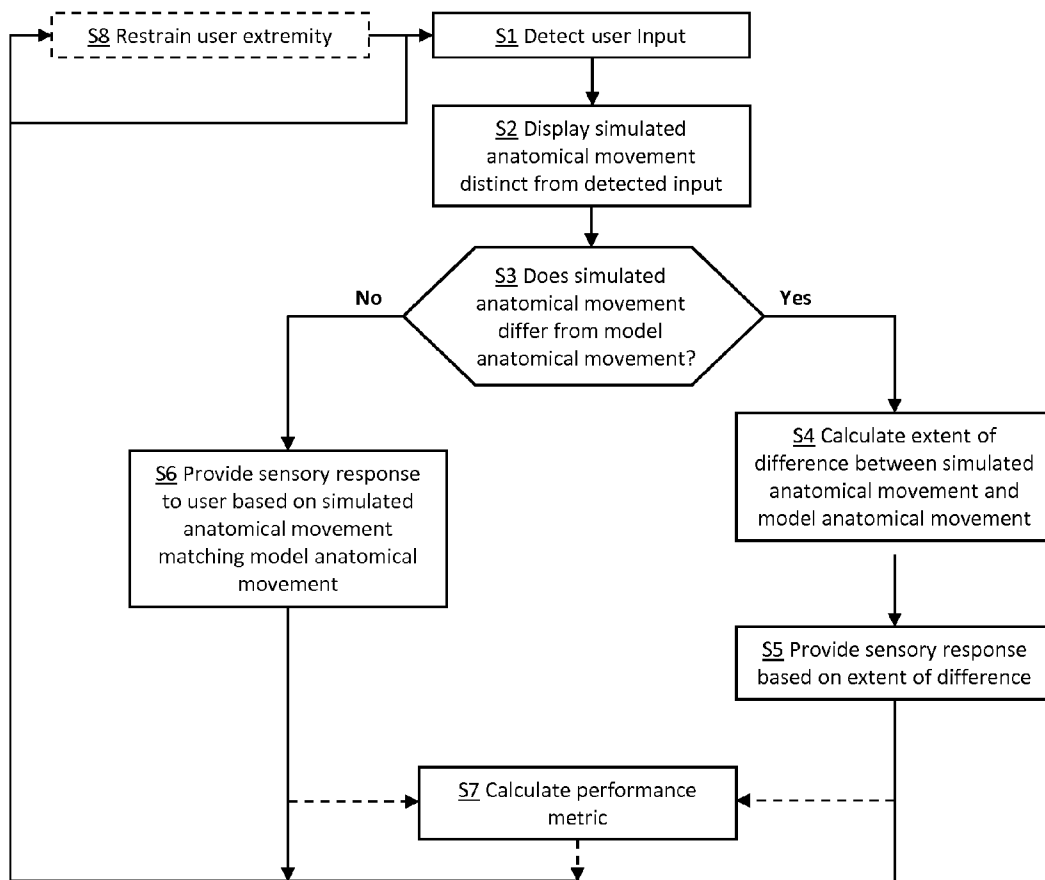 S8 Restrain user extremity
S1 Detect user Input
S2 Display simulated
anatomical movement
distinct from detected input
S3 Does simulated
anatomical movement
differ from model
anatomical movement?
No
Yes
S6 Provide sensory response
to user based on simulated
anatomical movement
matching model anatomical
movement
S4 Calculate extent of
difference between simulated
anatomical movement and
model anatomical movement
S5 Provide sensory response
based on extent of difference
S7 Calculate performance
metric